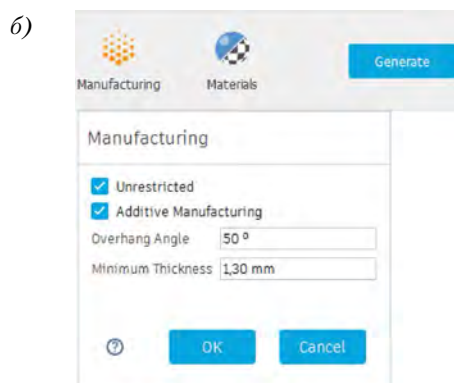 б)
Manufacturing Materials Generate
Manufacturing
Unrestricted
Additive Manufacturing
Overhang Angle 50 º
Minimum Thickness 1,30 mm
? OK Cancel